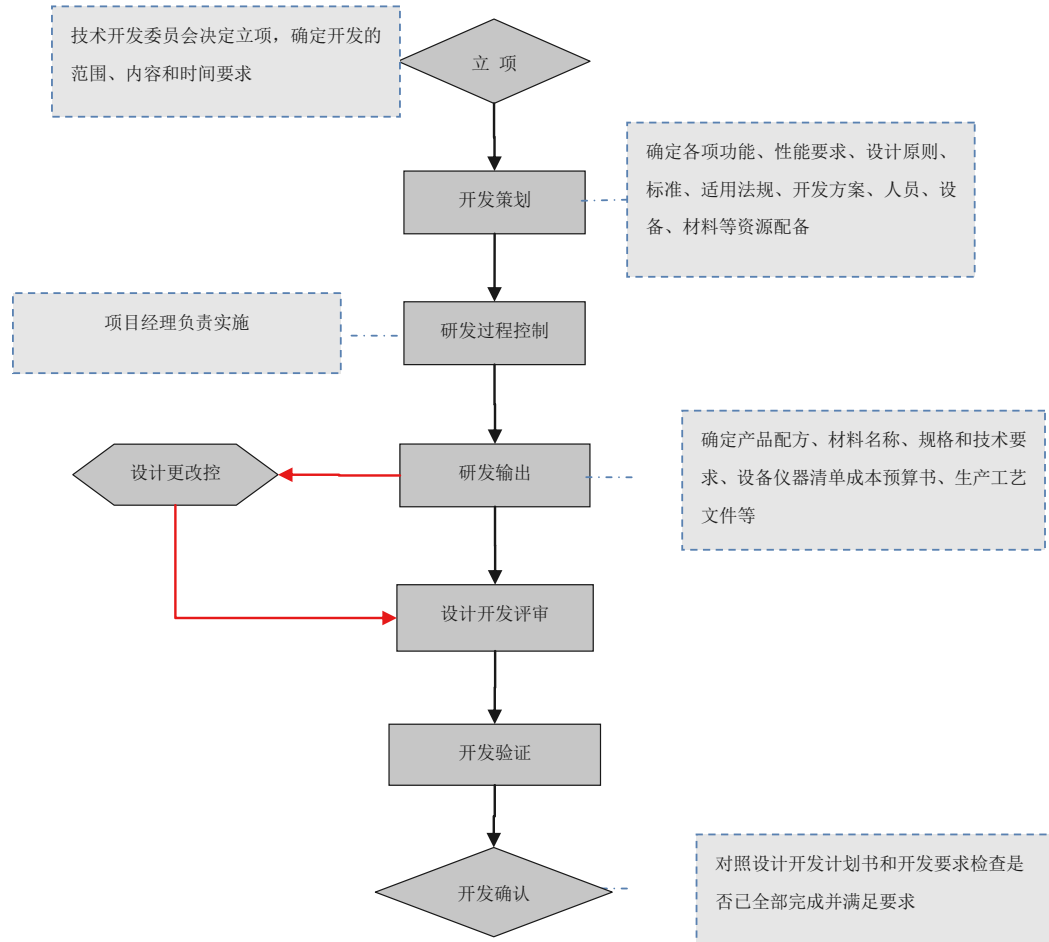 技术开发委员会决定立项，确定开发的
范围、内容和时间要求
立 项
确定各项功能、性能要求、设计原则、
标准、适用法规、开发方案、人员、设
备、材料等资源配备
开发策划
项目经理负责实施
研发过程控制
确定产品配方、材料名称、规格和技术要
求、设备仪器清单成本预算书、生产工艺
文件等
设计更改控
研发输出
设计开发评审
开发验证
对照设计开发计划书和开发要求检查是
否已全部完成并满足要求
开发确认